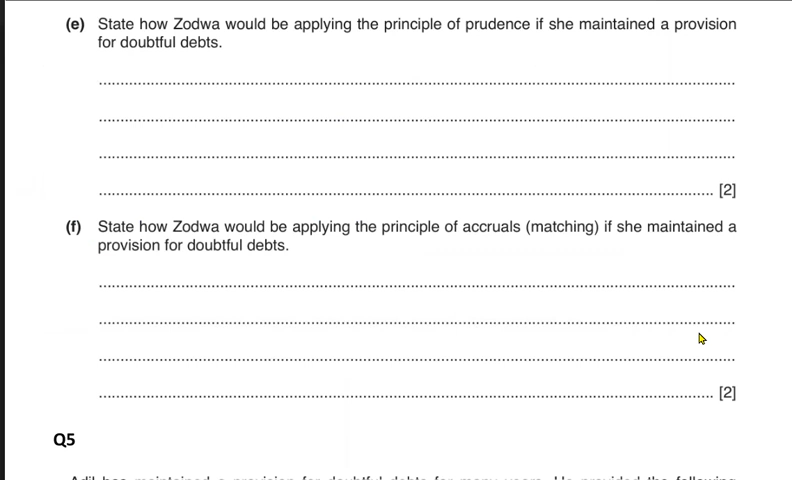 (e) State how Zodwa would be applying the principle of prudence if she maintained a provision
for doubtful debts.
[2]
(f) State how Zodwa would be applying the principle of accruals (matching) if she maintained a
provision for doubtful debts.
[2]
Q5